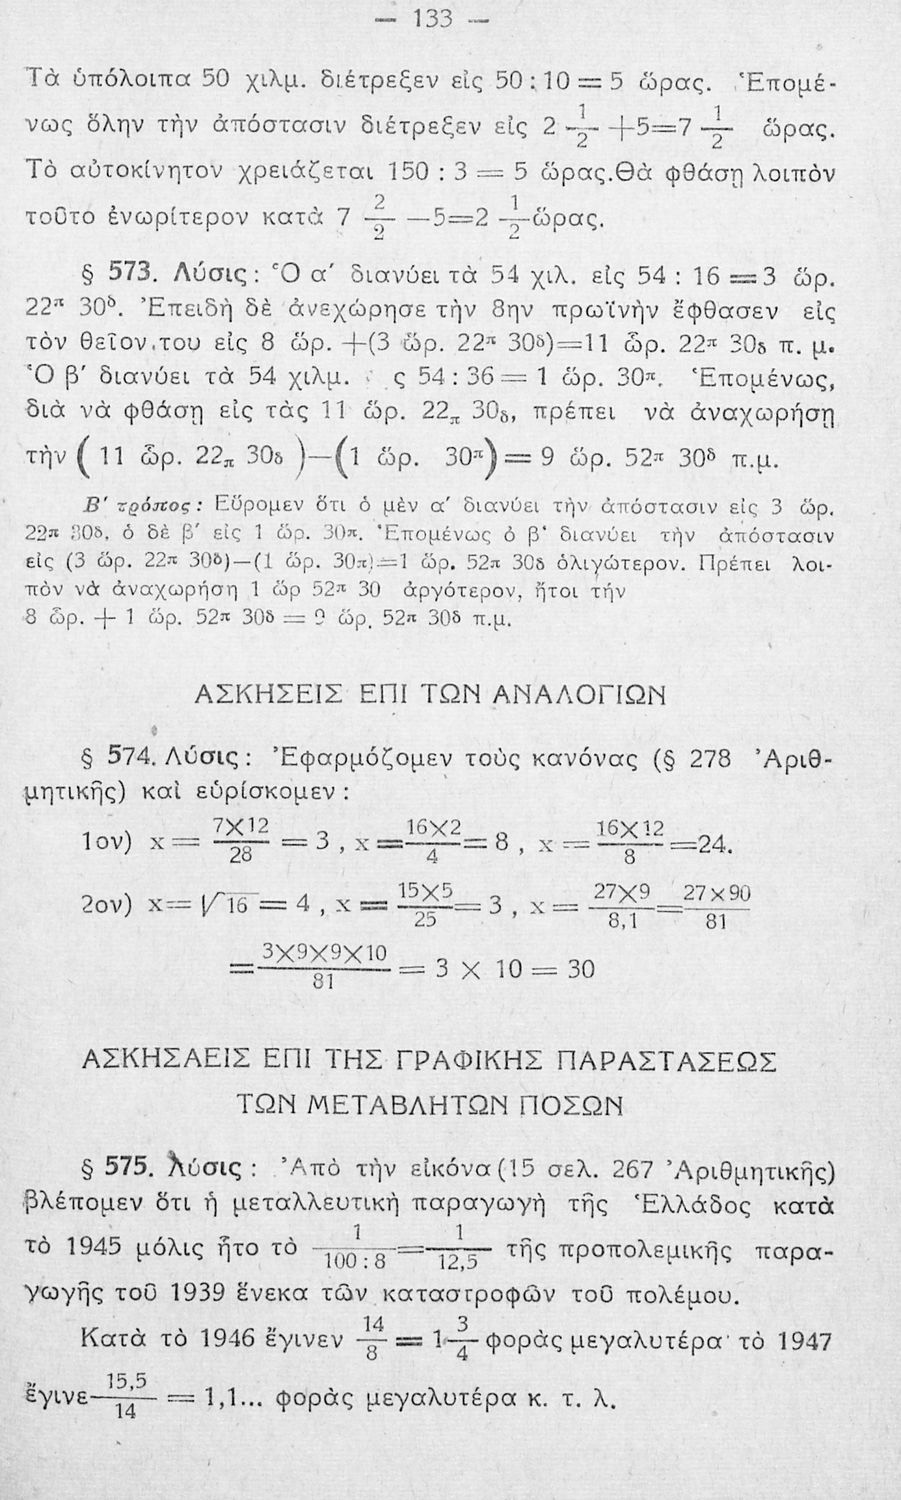 — 133 —
Τὰ ὑπόλοιπα 50 χιλμ. διέτρεξεν εἰς 50 : 10 = 5 ὥρας. Ἑπομέ-
νως ὅλην τὴν ἀπόστασιν διέτρεξεν εἰς 2 1/2 +5=7 1/2 ὥρας.
Τὸ αὐτοκίνητον χρειάζεται 150 : 3 = 5 ὥρας.Θὰ φθάσῃ λοιπὸν
τοῦτο ἐνωρίτερον κατὰ 7 2/2 —5=2 1/2 ὥρας.
§ 573. Λύσις : Ὁ α′ διανύει τὰ 54 χιλ. εἰς 54 : 16 = 3 ὥρ.
22π 30δ. Ἐπειδὴ δὲ ἀνεχώρησε τὴν 8ην πρωϊνὴν ἔφθασεν εἰς
τὸν θεῖον του εἰς 8 ὥρ. +(3 ὥρ. 22π 30δ)=11 ὧρ. 22π 30δ π. μ.
Ὁ β′ διανύει τὰ 54 χιλμ. ς 54 : 36 = 1 ὥρ. 30π. Ἑπομένως,
διὰ νὰ φθάσῃ εἰς τὰς 11 ὥρ. 22π 30δ, πρέπει νὰ ἀναχωρήσῃ
τὴν ( 11 ὧρ. 22π 30δ )—(1 ὥρ. 30π) = 9 ὥρ. 52π 30δ π.μ.
Β′ τρόπος : Εὕρομεν ὅτι ὁ μὲν α′ διανύει τὴν ἀπόστασιν εἰς 3 ὥρ.
22π 30δ, ὁ δὲ β′ εἰς 1 ὥρ. 30π. Ἑπομένως ὁ β′ διανύει τὴν ἀπόστασιν
εἰς (3 ὥρ. 22π 30δ)—(1 ὥρ. 30π)=1 ὥρ. 52π 30δ ὀλιγώτερον. Πρέπει λοι-
πὸν νὰ ἀναχωρήσῃ 1 ὥρ 52π 30 ἀργότερον, ἤτοι τήν
8 ὧρ. + 1 ὥρ. 52π 30δ = 9 ὥρ. 52π 30δ π.μ.
ΑΣΚΗΣΕΙΣ ΕΠΙ ΤΩΝ ΑΝΑΛΟΓΙΩΝ
§ 574. Λύσις : Ἐφαρμόζομεν τοὺς κανόνας (§ 278 Ἀριθ-
μητικῆς) καὶ εὑρίσκομεν :
1ον) x = 7×12/28 = 3 , x = 16×2/4 = 8 , x = 16×12/8 =24.
2ον) x= √16 = 4 , x = 15×5/25 = 3 , x = 27×9/8,1 = 27×90/81
= 3×9×9×10/81 = 3 × 10 = 30
ΑΣΚΗΣΑΕΙΣ ΕΠΙ ΤΗΣ ΓΡΑΦΙΚΗΣ ΠΑΡΑΣΤΑΣΕΩΣ
ΤΩΝ ΜΕΤΑΒΛΗΤΩΝ ΠΟΣΩΝ
§ 575. Λύσις : Ἀπὸ τὴν εἰκόνα (15 σελ. 267 Ἀριθμητικῆς)
βλέπομεν ὅτι ἡ μεταλλευτικὴ παραγωγὴ τῆς Ἑλλάδος κατὰ
τὸ 1945 μόλις ἦτο τὸ 1/100 : 8 = 1/12,5 τῆς προπολεμικῆς παρα-
γωγῆς τοῦ 1939 ἕνεκα τῶν καταστροφῶν τοῦ πολέμου.
Κατὰ τὸ 1946 ἔγινεν 14/8 = 1 3/4 φορὰς μεγαλυτέρα· τὸ 1947
ἔγινε 15,5/14 = 1,1... φορὰς μεγαλυτέρα κ. τ. λ.